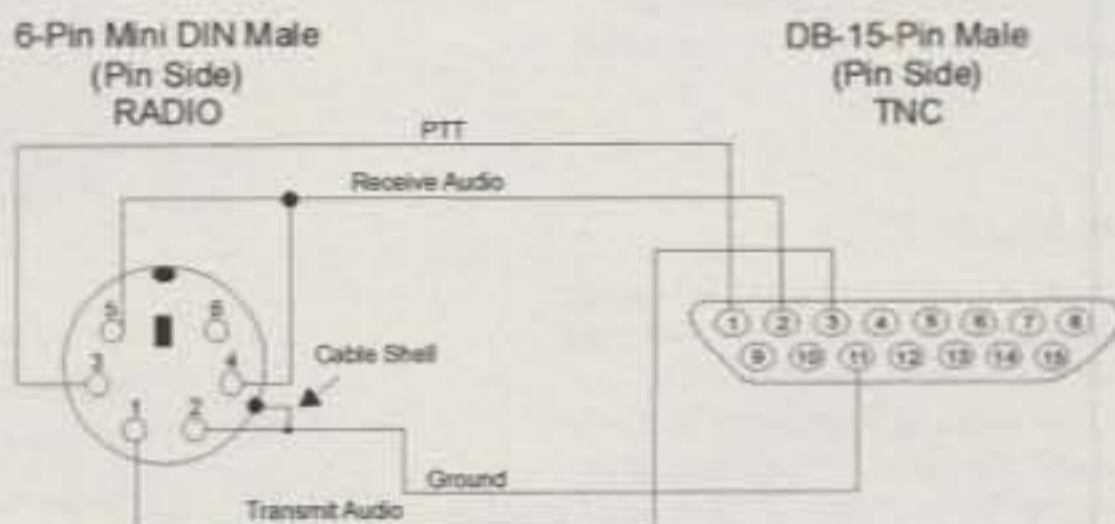 6-Pin Mini DIN Male
(Pin Side)
RADIO
DB-15-Pin Male
(Pin Side)
TNC
PTT
Receive Audio
5
6
3
4
1
2
Cable Shell
1 2 3 4 5 6 7 8
9 10 11 12 13 14 15
Ground
Transmit Audio